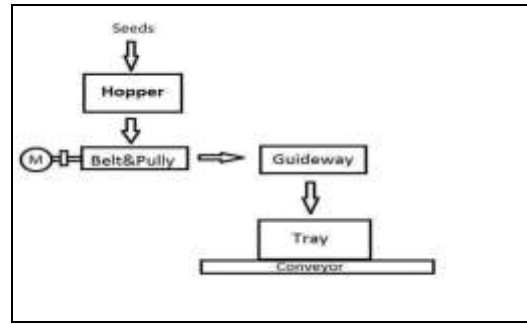 Seeds
Hopper
M
Belt&Pully
Guideway
Tray
Conveyor